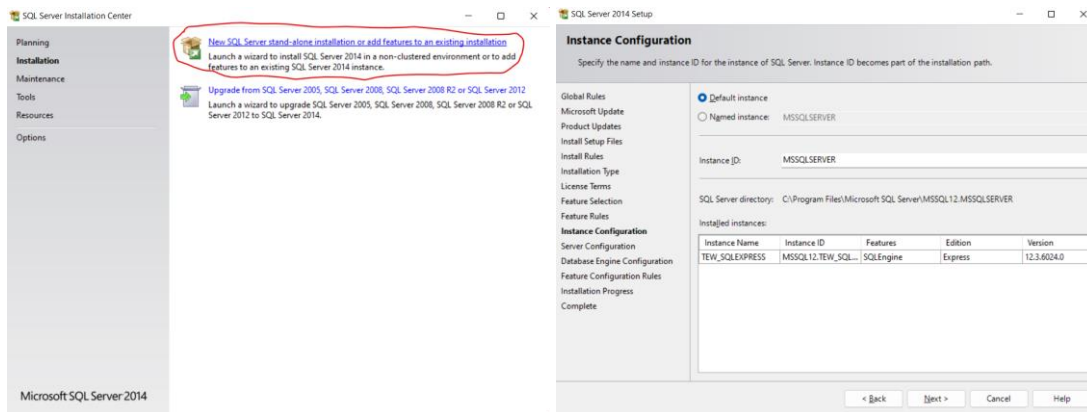 SQL Server Installation Center
Planning
Installation
Maintenance
Tools
Resources
Options
New SQL Server stand-alone installation or add features to an existing installation
Launch a wizard to install SQL Server 2014 in a non-clustered environment or to add
features to an existing SQL Server 2014 instance.
Upgrade from SQL Server 2005, SQL Server 2008, SQL Server 2008 R2 or SQL Server 2012
Launch a wizard to upgrade SQL Server 2005, SQL Server 2008, SQL Server 2008 R2 or SQL
Server 2012 to SQL Server 2014.
Microsoft SQL Server 2014
SQL Server 2014 Setup
Instance Configuration
Specify the name and instance ID for the instance of SQL Server. Instance ID becomes part of the installation path.
Global Rules
Microsoft Update
Product Updates
Install Setup Files
Install Rules
Installation Type
License Terms
Feature Selection
Feature Rules
Instance Configuration
Server Configuration
Database Engine Configuration
Feature Configuration Rules
Installation Progress
Complete
Default instance
Named instance: MSSQLSERVER
Instance ID: MSSQLSERVER
SQL Server directory: C:\Program Files\Microsoft SQL Server\MSSQL12.MSSQLSERVER
Installed instances:
Instance Name Instance ID Features Edition Version
TEW_SQLEXPRESS MSSQL12.TEW_SQL... SQLEngine Express 12.3.6024.0
< Back Next > Cancel Help